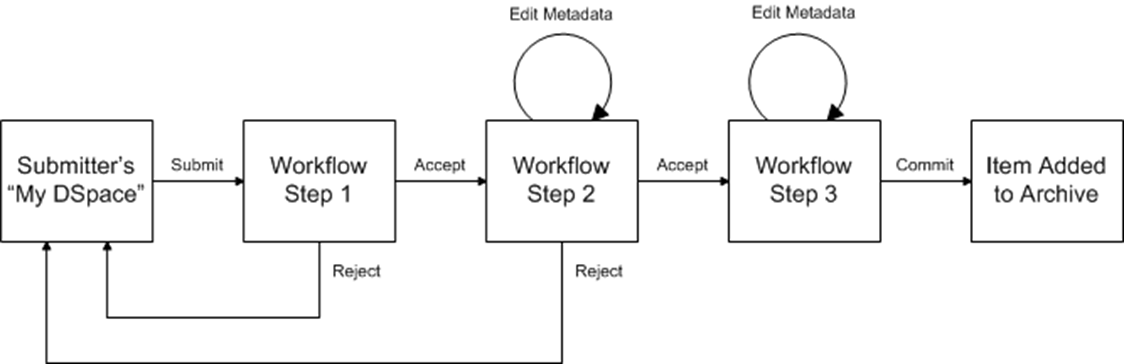 Edit Metadata
Edit Metadata
Submitter’s
“My DSpace”
Submit
Workflow
Step 1
Accept
Workflow
Step 2
Accept
Workflow
Step 3
Commit
Item Added
to Archive
Reject
Reject